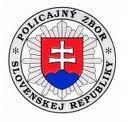 POLICAJNÝ ZBOR
SLOVENSKEJ REPUBLIKY